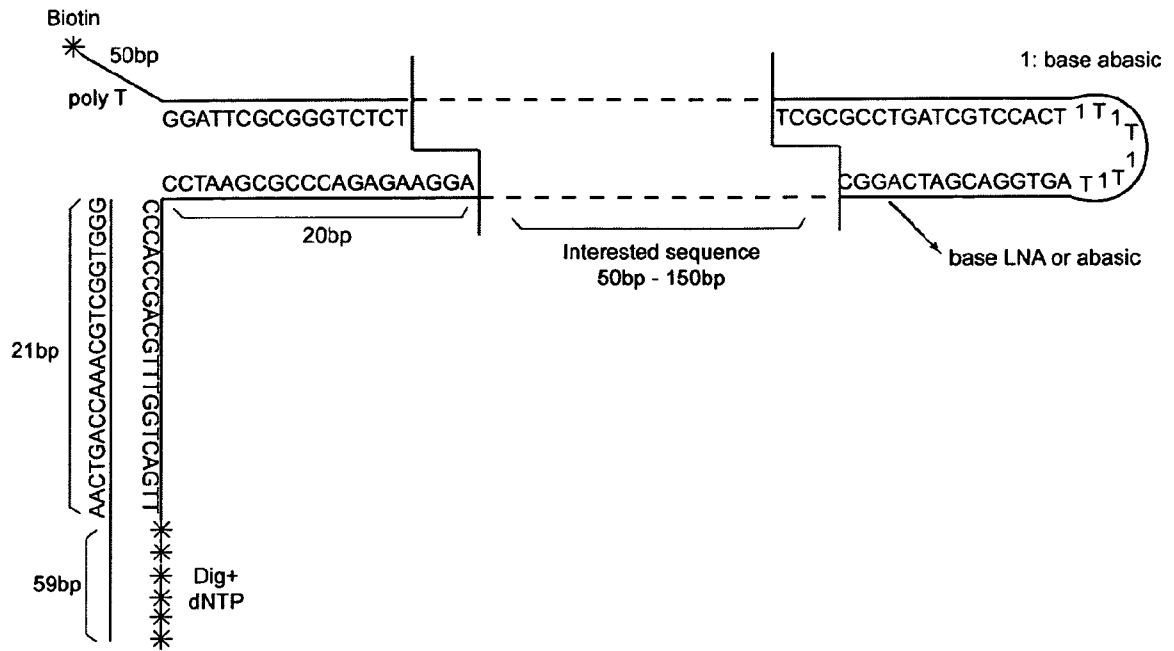 Biotin
50bp
poly T
1: base abasic
GGATTCGCGGGTCTCT
TCGCGCCTGATCGTCCACT
1 T 1 T 1 T 1 T
CCTAAGCGCCCAGAGAAGGA
CGGACTAGCAGGTGA
20bp
Interested sequence
50bp - 150bp
base LNA or abasic
21bp
AACTGACCAAACGTCGGTGGG
CCCACCGACGTTTGGTCAGTT
59bp
Dig+
dNTP